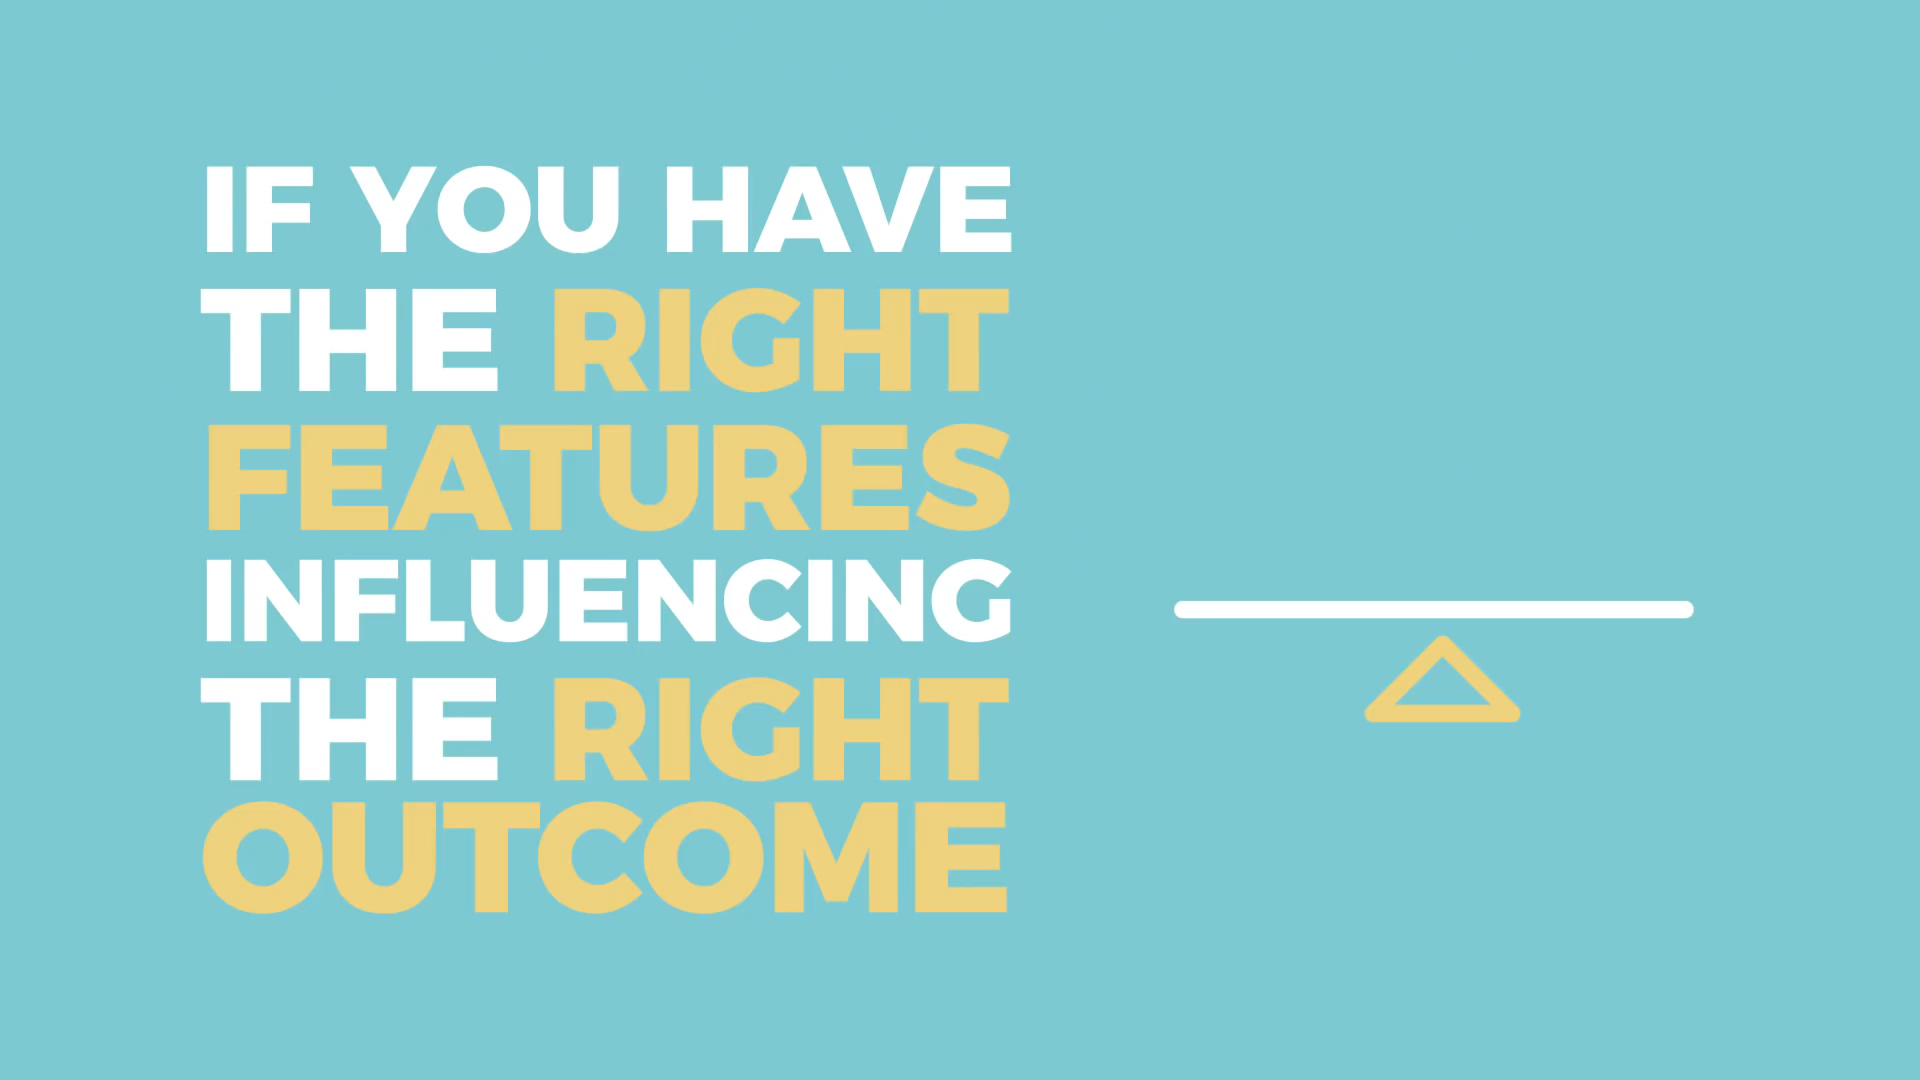 IF YOU HAVE
THE RIGHT
FEATURES
INFLUENCING
THE RIGHT
OUTCOME